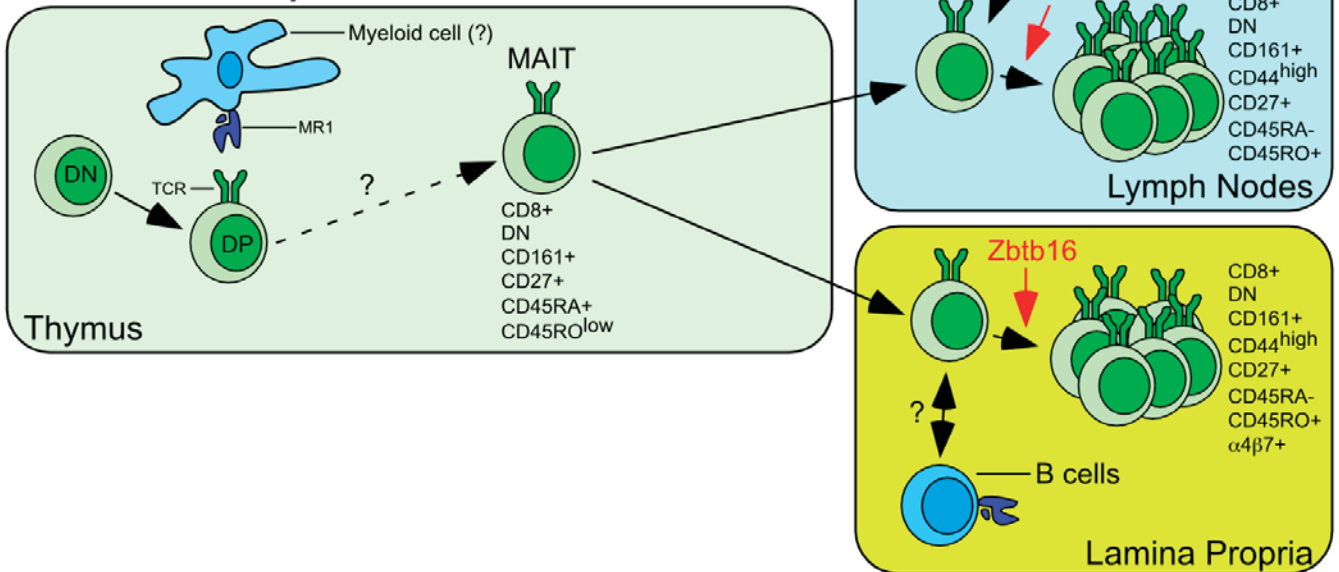 Myeloid cell (?)
MR1
DN
TCR
DP
?
MAIT
CD8+
DN
CD161+
CD27+
CD45RA+
CD45ROlow
Thymus
CD8+
DN
CD161+
CD44high
CD27+
CD45RA-
CD45RO+
Lymph Nodes
Zbtb16
CD8+
DN
CD161+
CD44high
CD27+
CD45RA-
CD45RO+
α4β7+
?
B cells
Lamina Propria